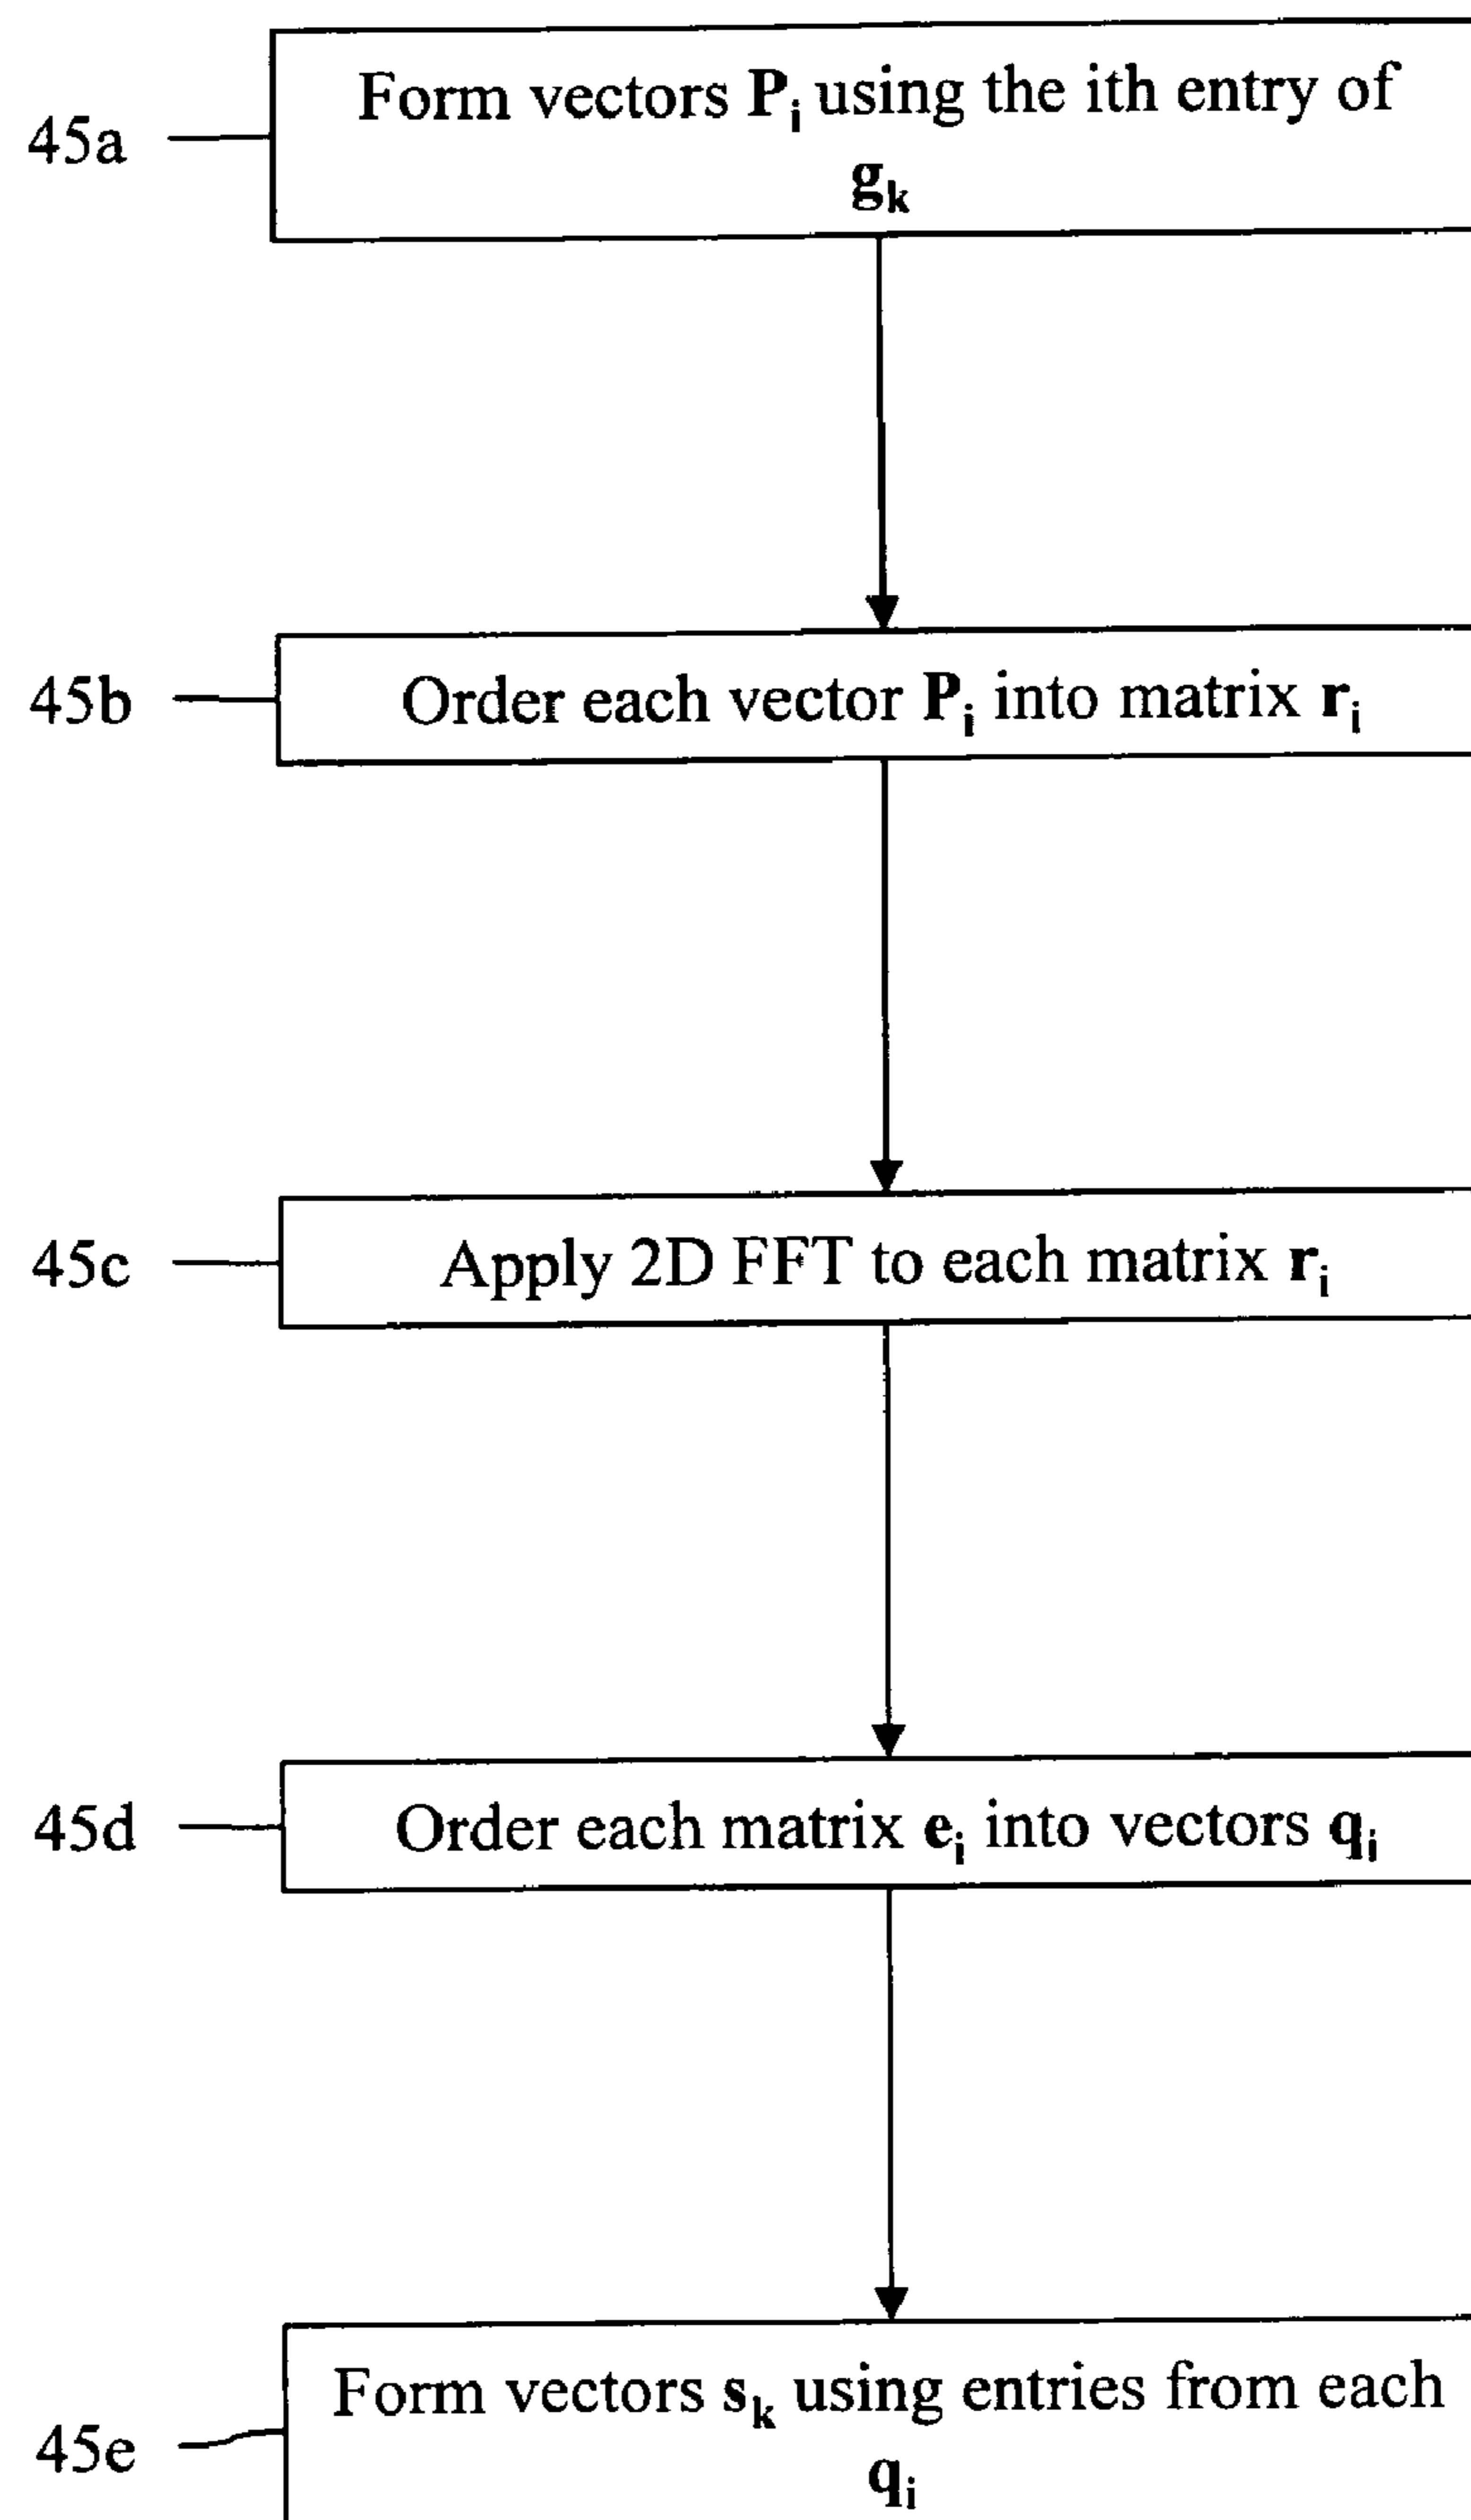 Form vectors Pᵢ using the ith entry of
45a
gₖ
45b Order each vector Pᵢ into matrix rᵢ
45c Apply 2D FFT to each matrix rᵢ
45d Order each matrix eᵢ into vectors qᵢ
Form vectors sₖ using entries from each
45e
qᵢ